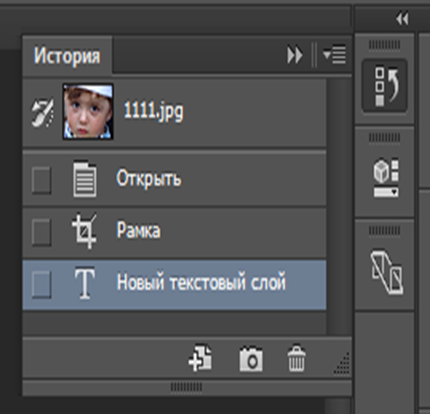 История
1111.jpg
Открыть
Рамка
Новый текстовый слой